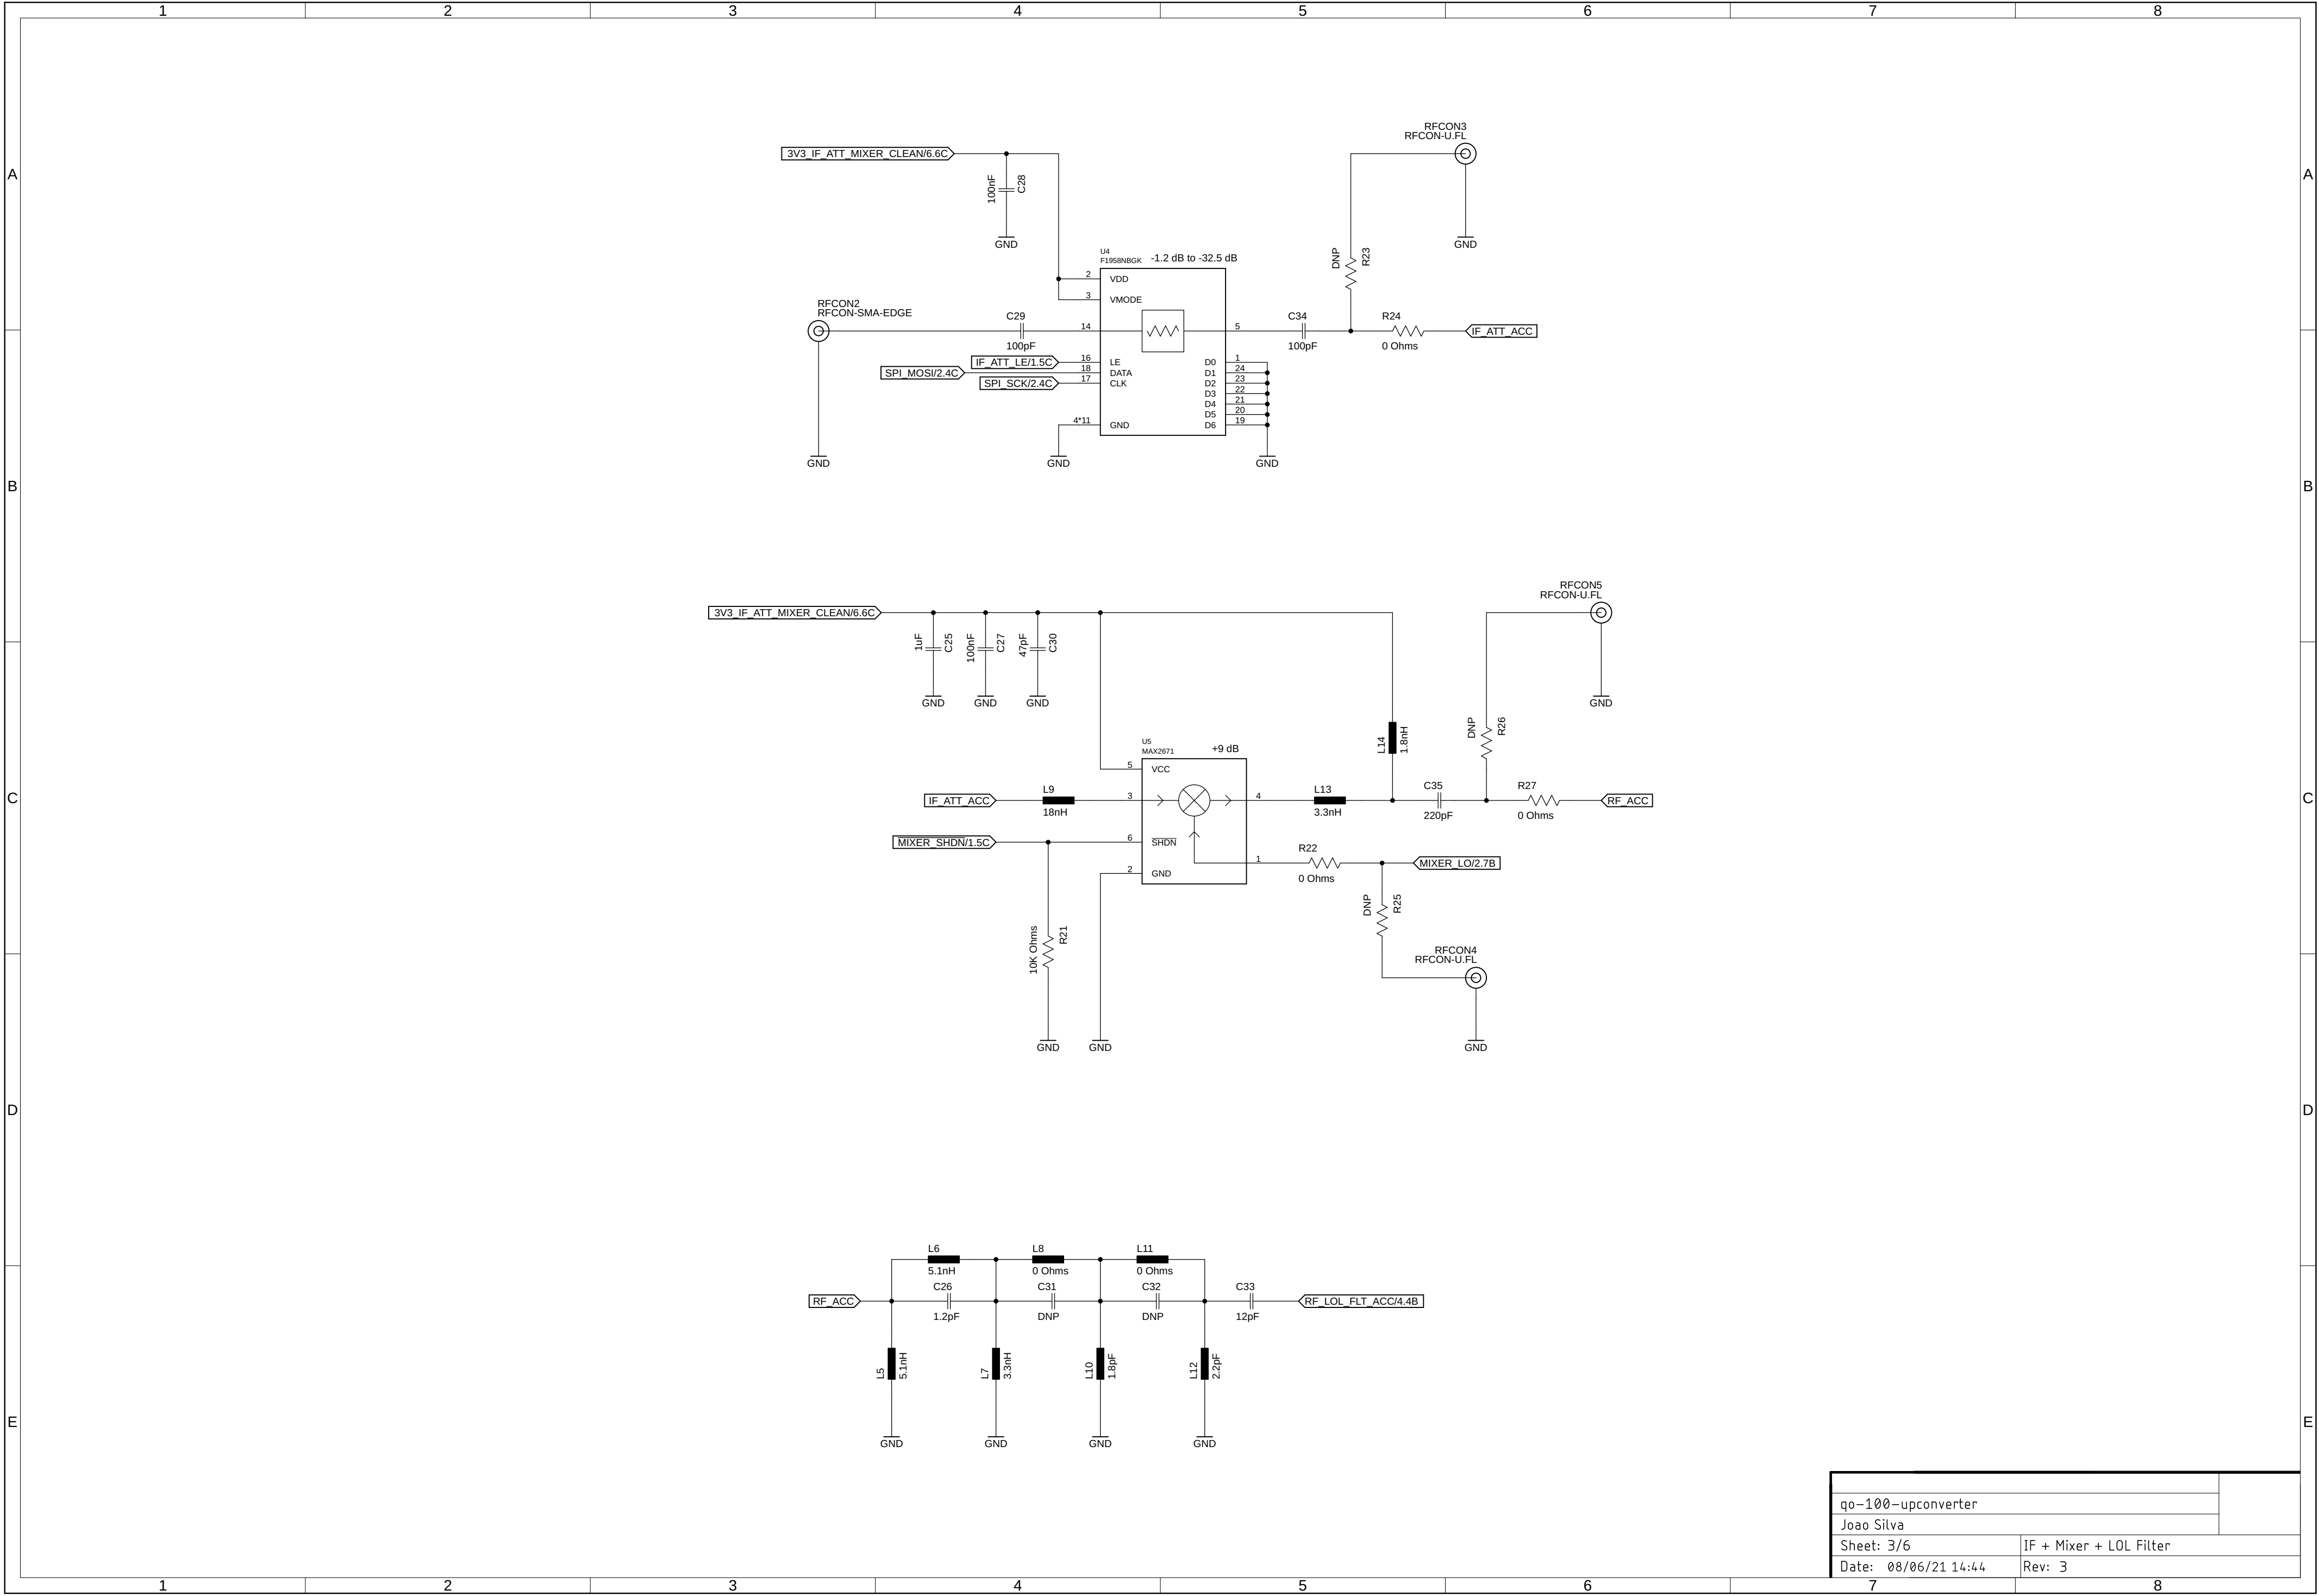 1 2 3 4 5 6 7 8
A A
RFCON3
RFCON-U.FL
3V3_IF_ATT_MIXER_CLEAN/6.6C
100nF
C28
GND
GND
DNP
R23
U4
F1958NBGK
-1.2 dB to -32.5 dB
2 VDD
3 VMODE
RFCON2
RFCON-SMA-EDGE
C29
100pF
14
5
C34
100pF
R24
0 Ohms
IF_ATT_ACC
IF_ATT_LE/1.5C 16 LE D0 1
SPI_MOSI/2.4C 18 DATA D1 24
SPI_SCK/2.4C 17 CLK D2 23
D3 22
D4 21
D5 20
4*11 GND D6 19
GND
GND
GND
B B
RFCON5
RFCON-U.FL
3V3_IF_ATT_MIXER_CLEAN/6.6C
1uF
C25
100nF
C27
47pF
C30
GND
GND
GND
GND
L14
1.8nH
DNP
R26
U5
MAX2671
+9 dB
5 VCC
C C
IF_ATT_ACC
L9
18nH
3
4
L13
3.3nH
C35
220pF
R27
0 Ohms
RF_ACC
MIXER_SHDN/1.5C
6 SHDN
1
R22
0 Ohms
MIXER_LO/2.7B
2 GND
DNP
R25
10K Ohms
R21
RFCON4
RFCON-U.FL
GND
GND
GND
D D
L6
5.1nH
L8
0 Ohms
L11
0 Ohms
RF_ACC
C26
1.2pF
C31
DNP
C32
DNP
C33
12pF
RF_LOL_FLT_ACC/4.4B
L5
5.1nH
L7
3.3nH
L10
1.8pF
L12
2.2pF
GND
GND
GND
GND
E E
qo-100-upconverter
Joao Silva
Sheet: 3/6 IF + Mixer + LOL Filter
Date: 08/06/21 14:44 Rev: 3
1 2 3 4 5 6 7 8